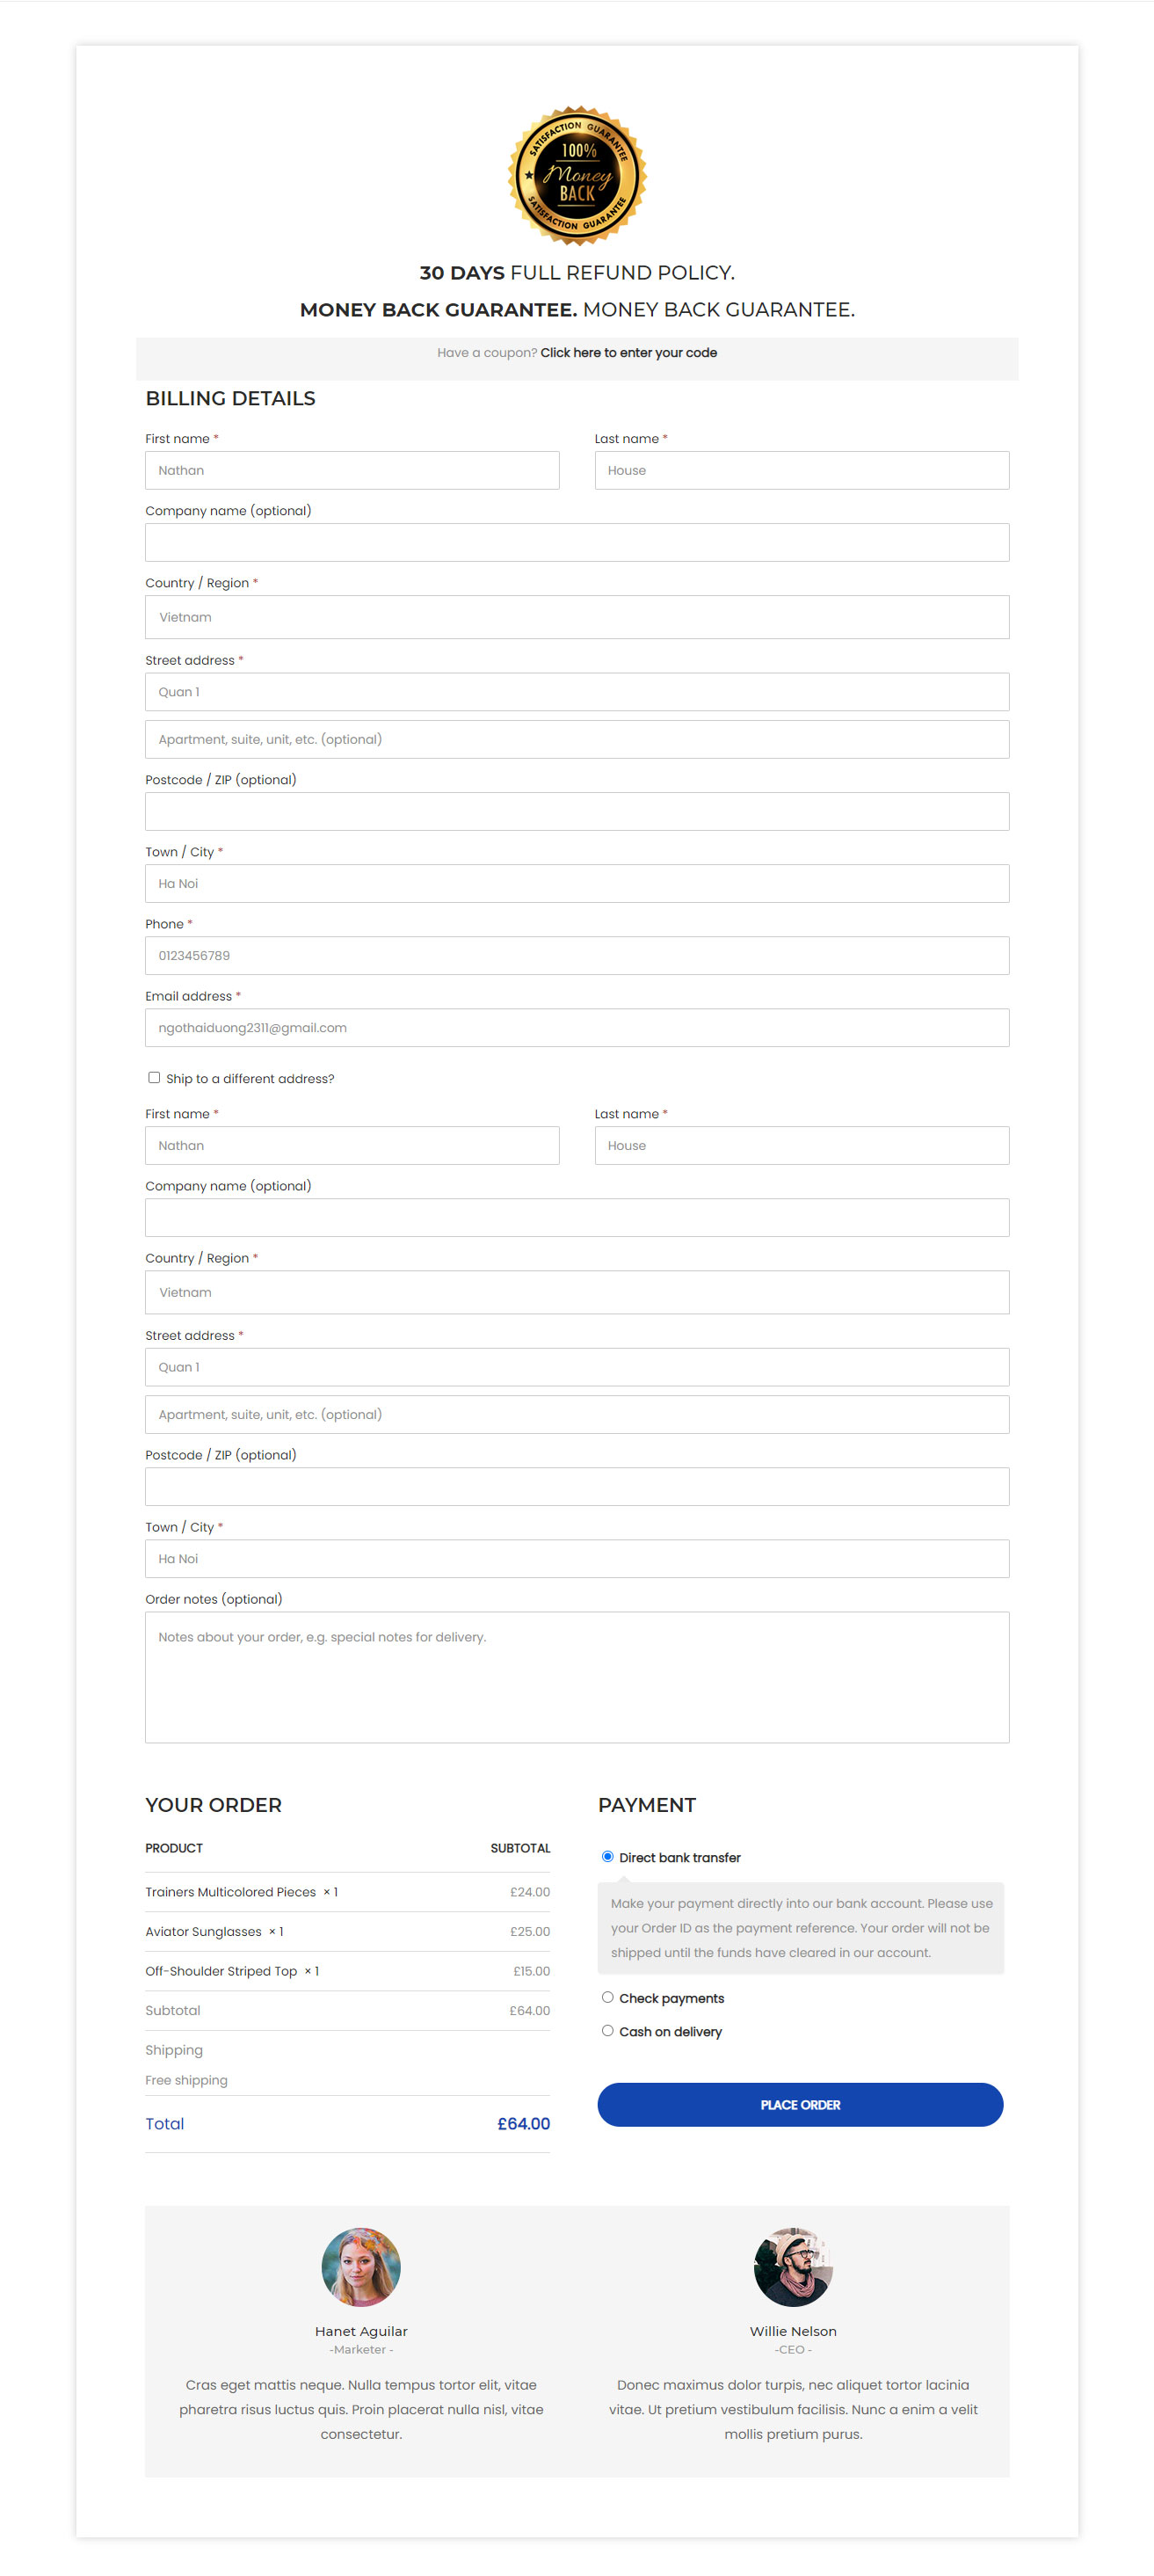 SATISFACTION GUARANTEE
100%
Money
BACK
SATISFACTION GUARANTEE
30 DAYS FULL REFUND POLICY.
MONEY BACK GUARANTEE. MONEY BACK GUARANTEE.
Have a coupon? Click here to enter your code
BILLING DETAILS
First name * Last name *
Nathan House
Company name (optional)
Country / Region *
Vietnam
Street address *
Quan 1
Apartment, suite, unit, etc. (optional)
Postcode / ZIP (optional)
Town / City *
Ha Noi
Phone *
0123456789
Email address *
ngothaiduong2311@gmail.com
Ship to a different address?
First name * Last name *
Nathan House
Company name (optional)
Country / Region *
Vietnam
Street address *
Quan 1
Apartment, suite, unit, etc. (optional)
Postcode / ZIP (optional)
Town / City *
Ha Noi
Order notes (optional)
Notes about your order, e.g. special notes for delivery.
YOUR ORDER
PRODUCT SUBTOTAL
Trainers Multicolored Pieces × 1 £24.00
Aviator Sunglasses × 1 £25.00
Off-Shoulder Striped Top × 1 £15.00
Subtotal £64.00
Shipping
Free shipping
Total £64.00
PAYMENT
Direct bank transfer
Make your payment directly into our bank account. Please use
your Order ID as the payment reference. Your order will not be
shipped until the funds have cleared in our account.
Check payments
Cash on delivery
PLACE ORDER
Hanet Aguilar
-Marketer -
Cras eget mattis neque. Nulla tempus tortor elit, vitae
pharetra risus luctus quis. Proin placerat nulla nisl, vitae
consectetur.
Willie Nelson
-CEO -
Donec maximus dolor turpis, nec aliquet tortor lacinia
vitae. Ut pretium vestibulum facilisis. Nunc a enim a velit
mollis pretium purus.